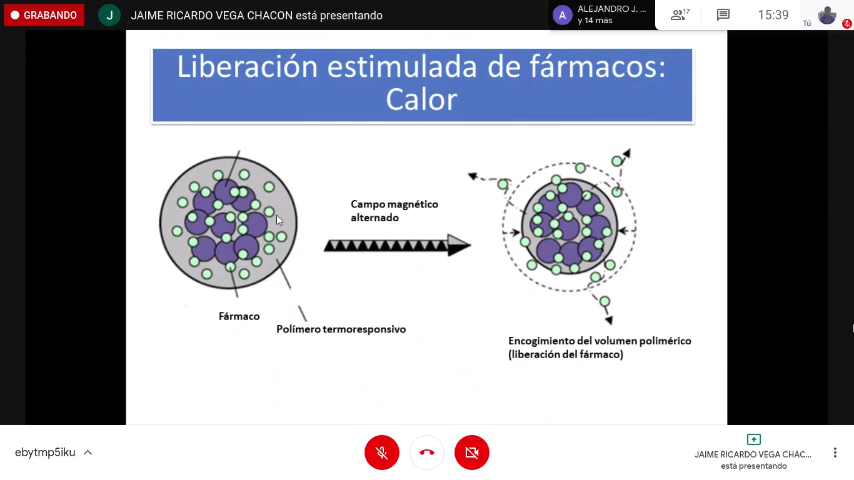 GRABANDO
J
JAIME RICARDO VEGA CHACON está presentando
A
ALEJANDRO J. ...
y 14 más
17
15:39
Tú
Liberación estimulada de fármacos:
Calor
Campo magnético
alternado
Fármaco
Polímero termoresponsivo
Encogimiento del volumen polimérico
(liberación del fármaco)
ebytmp5iku
JAIME RICARDO VEGA CHAC...
está presentando